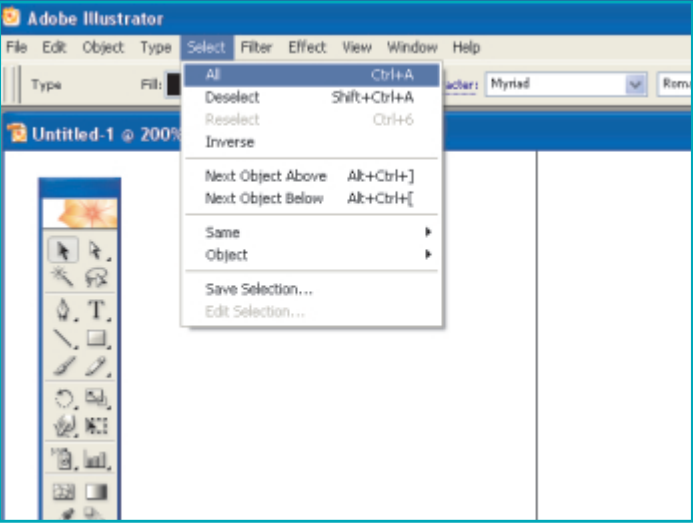 Adobe Illustrator
File Edit Object Type Select Filter Effect View Window Help
Type Fill: Myriad
All Ctrl+A
Deselect Shift+Ctrl+A
Reselect Ctrl+6
Inverse
Untitled-1 @ 200%
Next Object Above Alt+Ctrl+]
Next Object Below Alt+Ctrl+[
Same
Object
Save Selection...
Edit Selection...
T